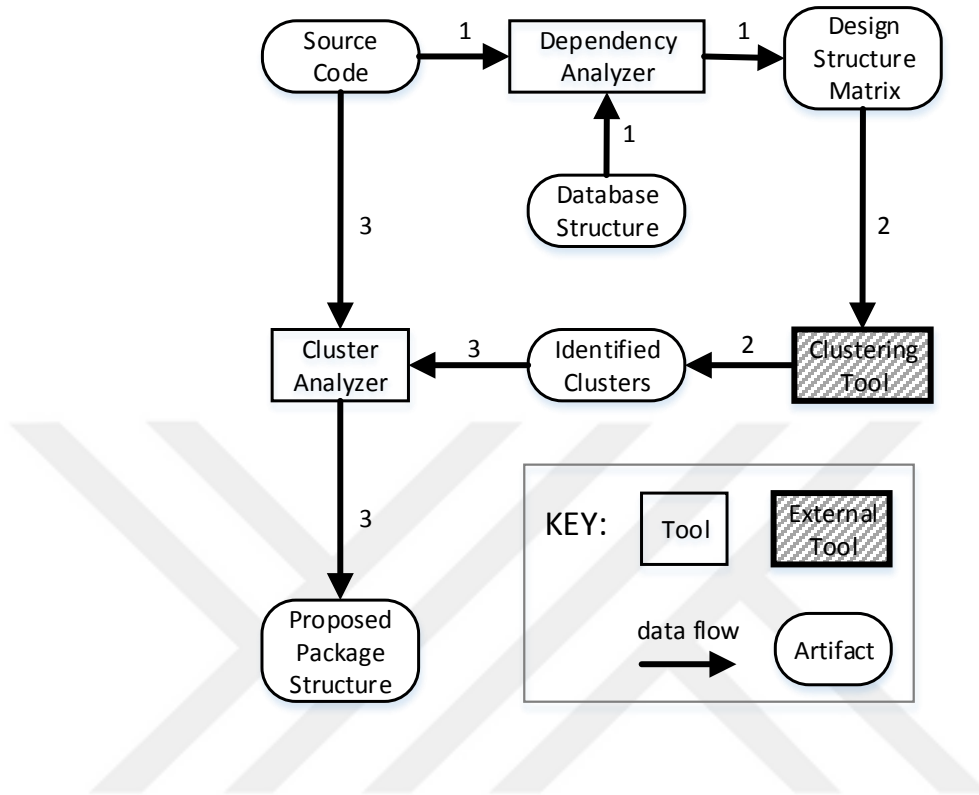 Source
Code
1
Dependency
Analyzer
1
Design
Structure
Matrix
1
Database
Structure
3
2
Cluster
Analyzer
3
Identified
Clusters
2
Clustering
Tool
3
KEY:
Tool
External
Tool
data flow
Artifact
Proposed
Package
Structure